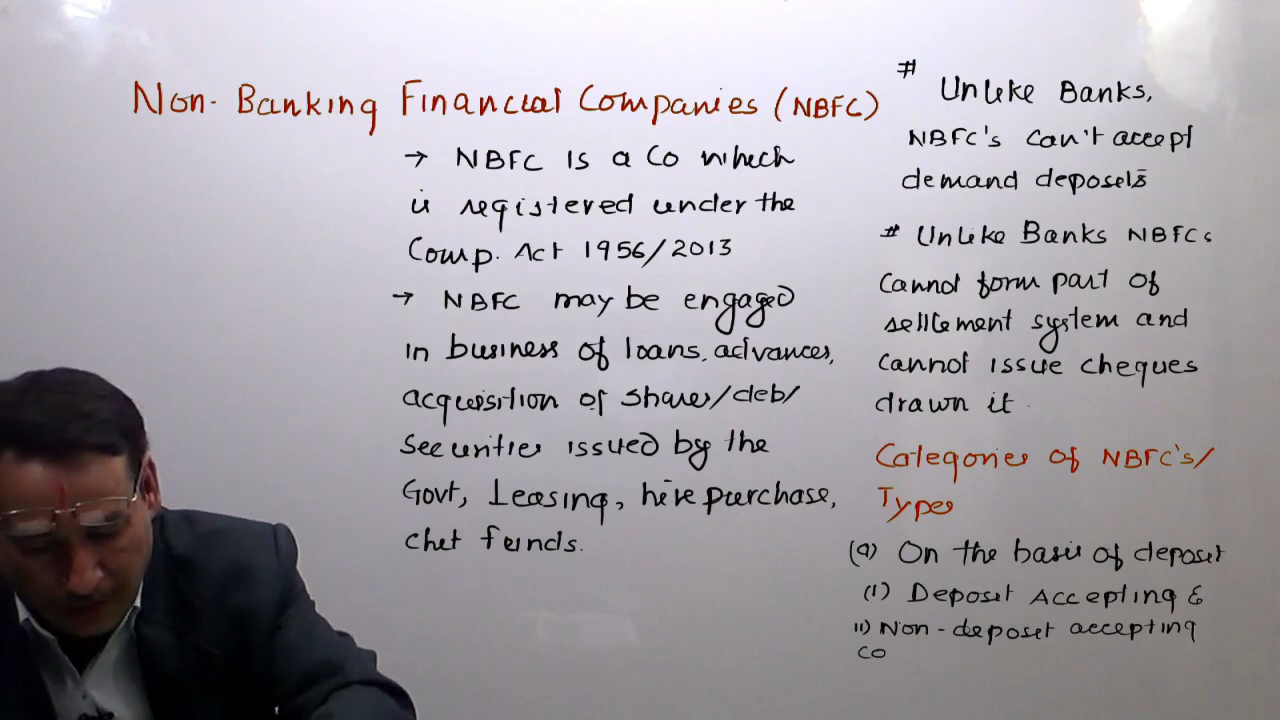 Non-Banking Financial Companies (NBFC)
→ NBFC is a Co which
is registered under the
Comp. Act 1956/2013
→ NBFC may be engaged
in business of loans, advances,
acquisition of shares/deb/
Securities issued by the
Govt, Leasing, hire purchase,
chit funds.
# Unlike Banks,
NBFC's can't accept
demand deposits
# Unlike Banks NBFCs
Cannot form part of
settlement system and
cannot issue cheques
drawn it.
Categories of NBFC's/
Types
(a) On the basis of deposit
(i) Deposit Accepting &
ii) Non-deposit accepting
CO